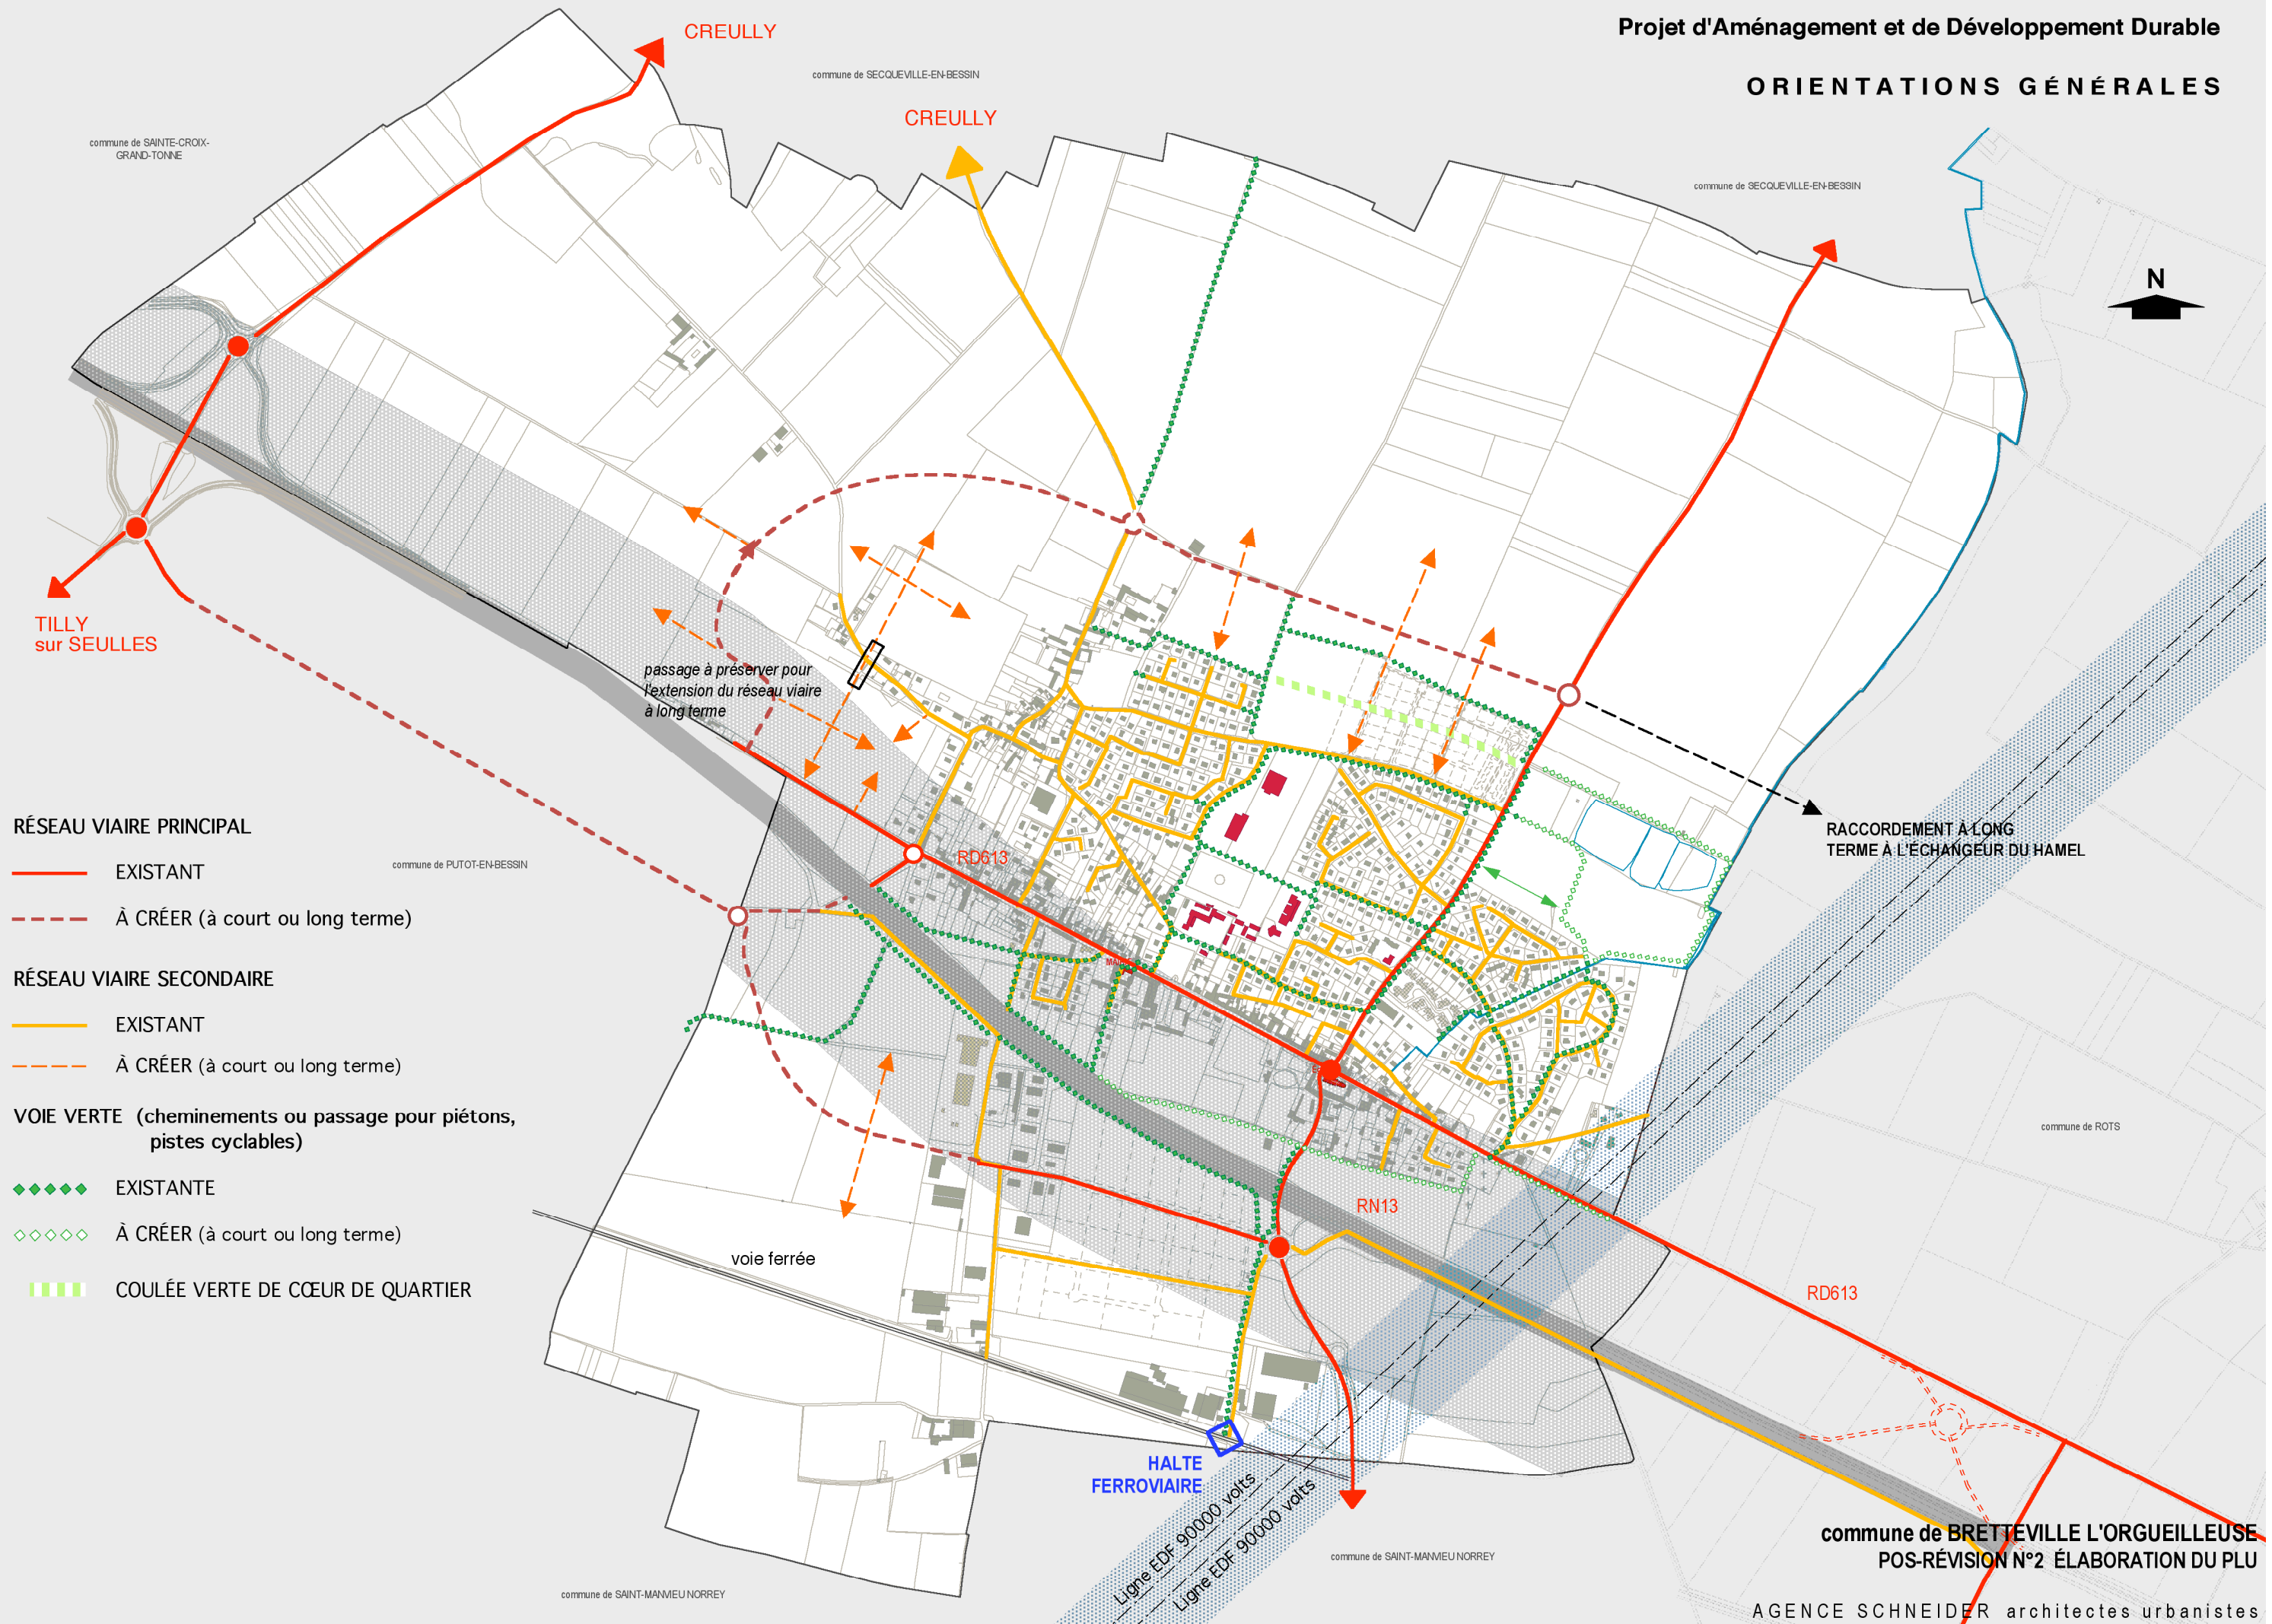 Projet d'Aménagement et de Développement Durable
ORIENTATIONS GÉNÉRALES
CREULLY
commune de SECQUEVILLE-EN-BESSIN
CREULLY
commune de SAINTE-CROIX-
GRAND-TONNE
commune de SECQUEVILLE-EN-BESSIN
N
TILLY
sur SEULLES
passage à préserver pour
l'extension du réseau viaire
à long terme
RACCORDEMENT À LONG
TERME À L'ÉCHANGEUR DU HAMEL
RÉSEAU VIAIRE PRINCIPAL
EXISTANT
À CRÉER (à court ou long terme)
RÉSEAU VIAIRE SECONDAIRE
EXISTANT
À CRÉER (à court ou long terme)
VOIE VERTE (cheminements ou passage pour piétons,
pistes cyclables)
EXISTANTE
À CRÉER (à court ou long terme)
COULÉE VERTE DE CŒUR DE QUARTIER
commune de PUTOT-EN-BESSIN
RD613
commune de ROTS
RN13
voie ferrée
RD613
HALTE
FERROVIAIRE
Ligne EDF 90000 volts
Ligne EDF 90000 volts
commune de SAINT-MANVIEU NORREY
commune de SAINT-MANVIEU NORREY
commune de BRETTEVILLE L'ORGUEILLEUSE
POS-RÉVISION N°2 ÉLABORATION DU PLU
AGENCE SCHNEIDER architectes urbanistes